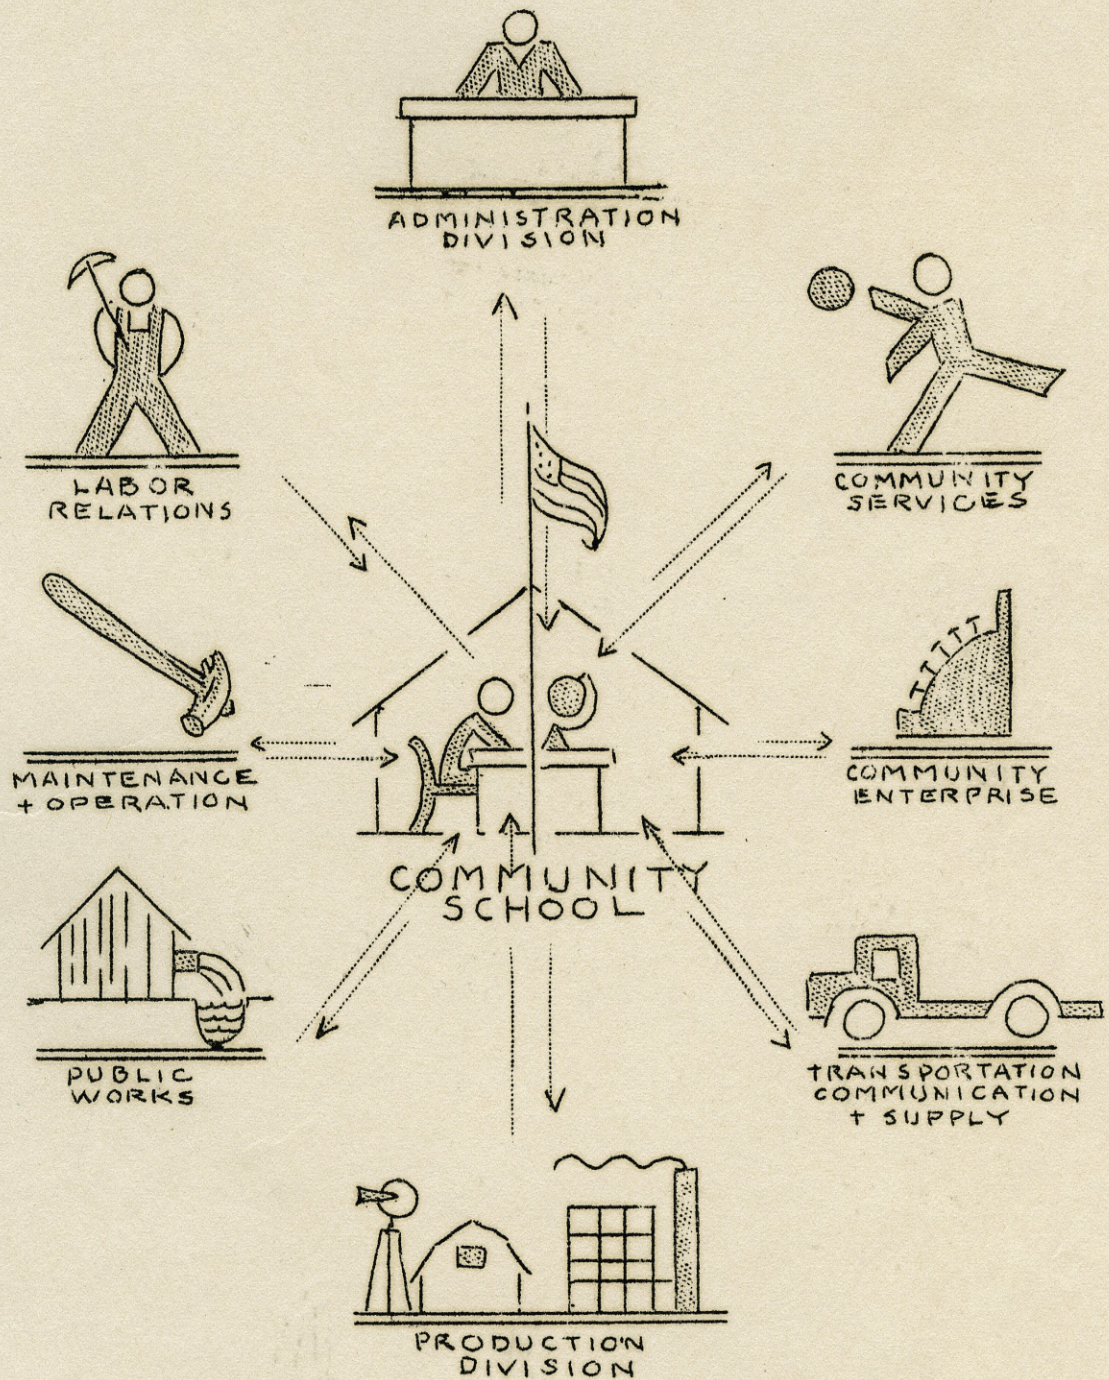 ADMINISTRATION
DIVISION
LABOR
RELATIONS
COMMUNITY
SERVICES
MAINTENANCE
+ OPERATION
COMMUNITY
ENTERPRISE
COMMUNITY
SCHOOL
PUBLIC
WORKS
TRANSPORTATION
COMMUNICATION
+ SUPPLY
PRODUCTION
DIVISION